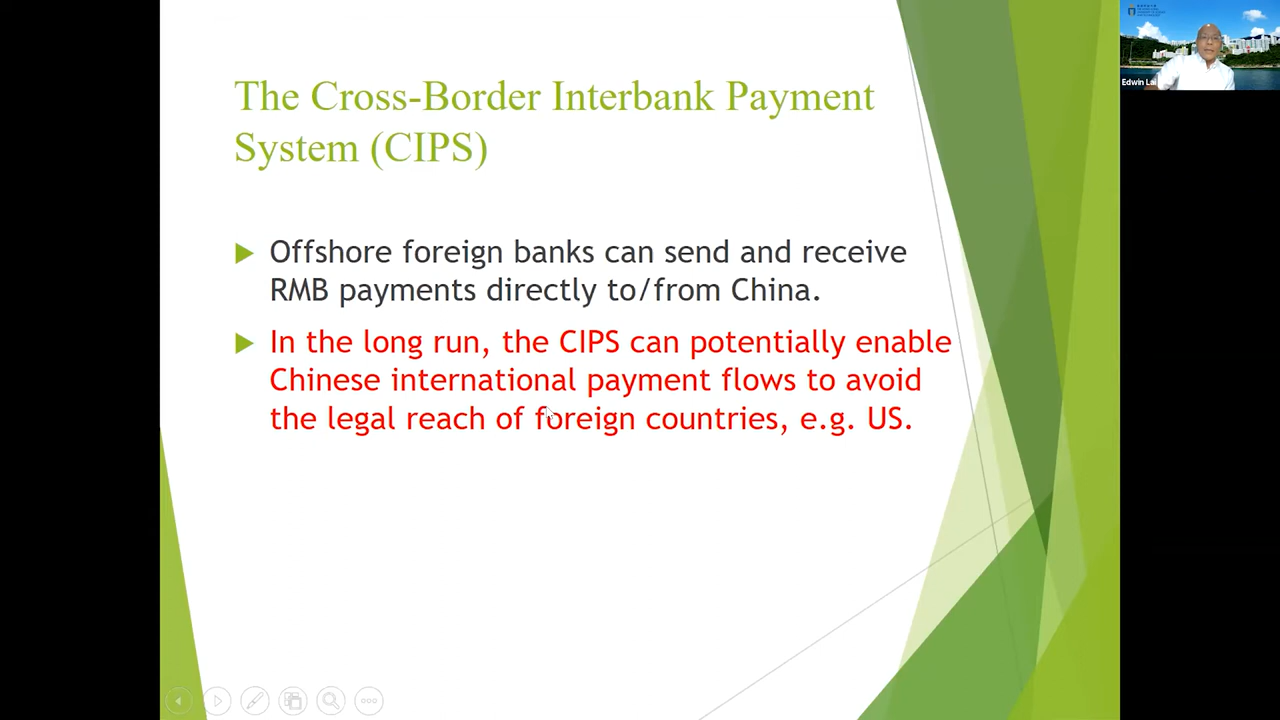 The Cross-Border Interbank Payment
System (CIPS)
Offshore foreign banks can send and receive
RMB payments directly to/from China.
In the long run, the CIPS can potentially enable
Chinese international payment flows to avoid
the legal reach of foreign countries, e.g. US.
Edwin Lai